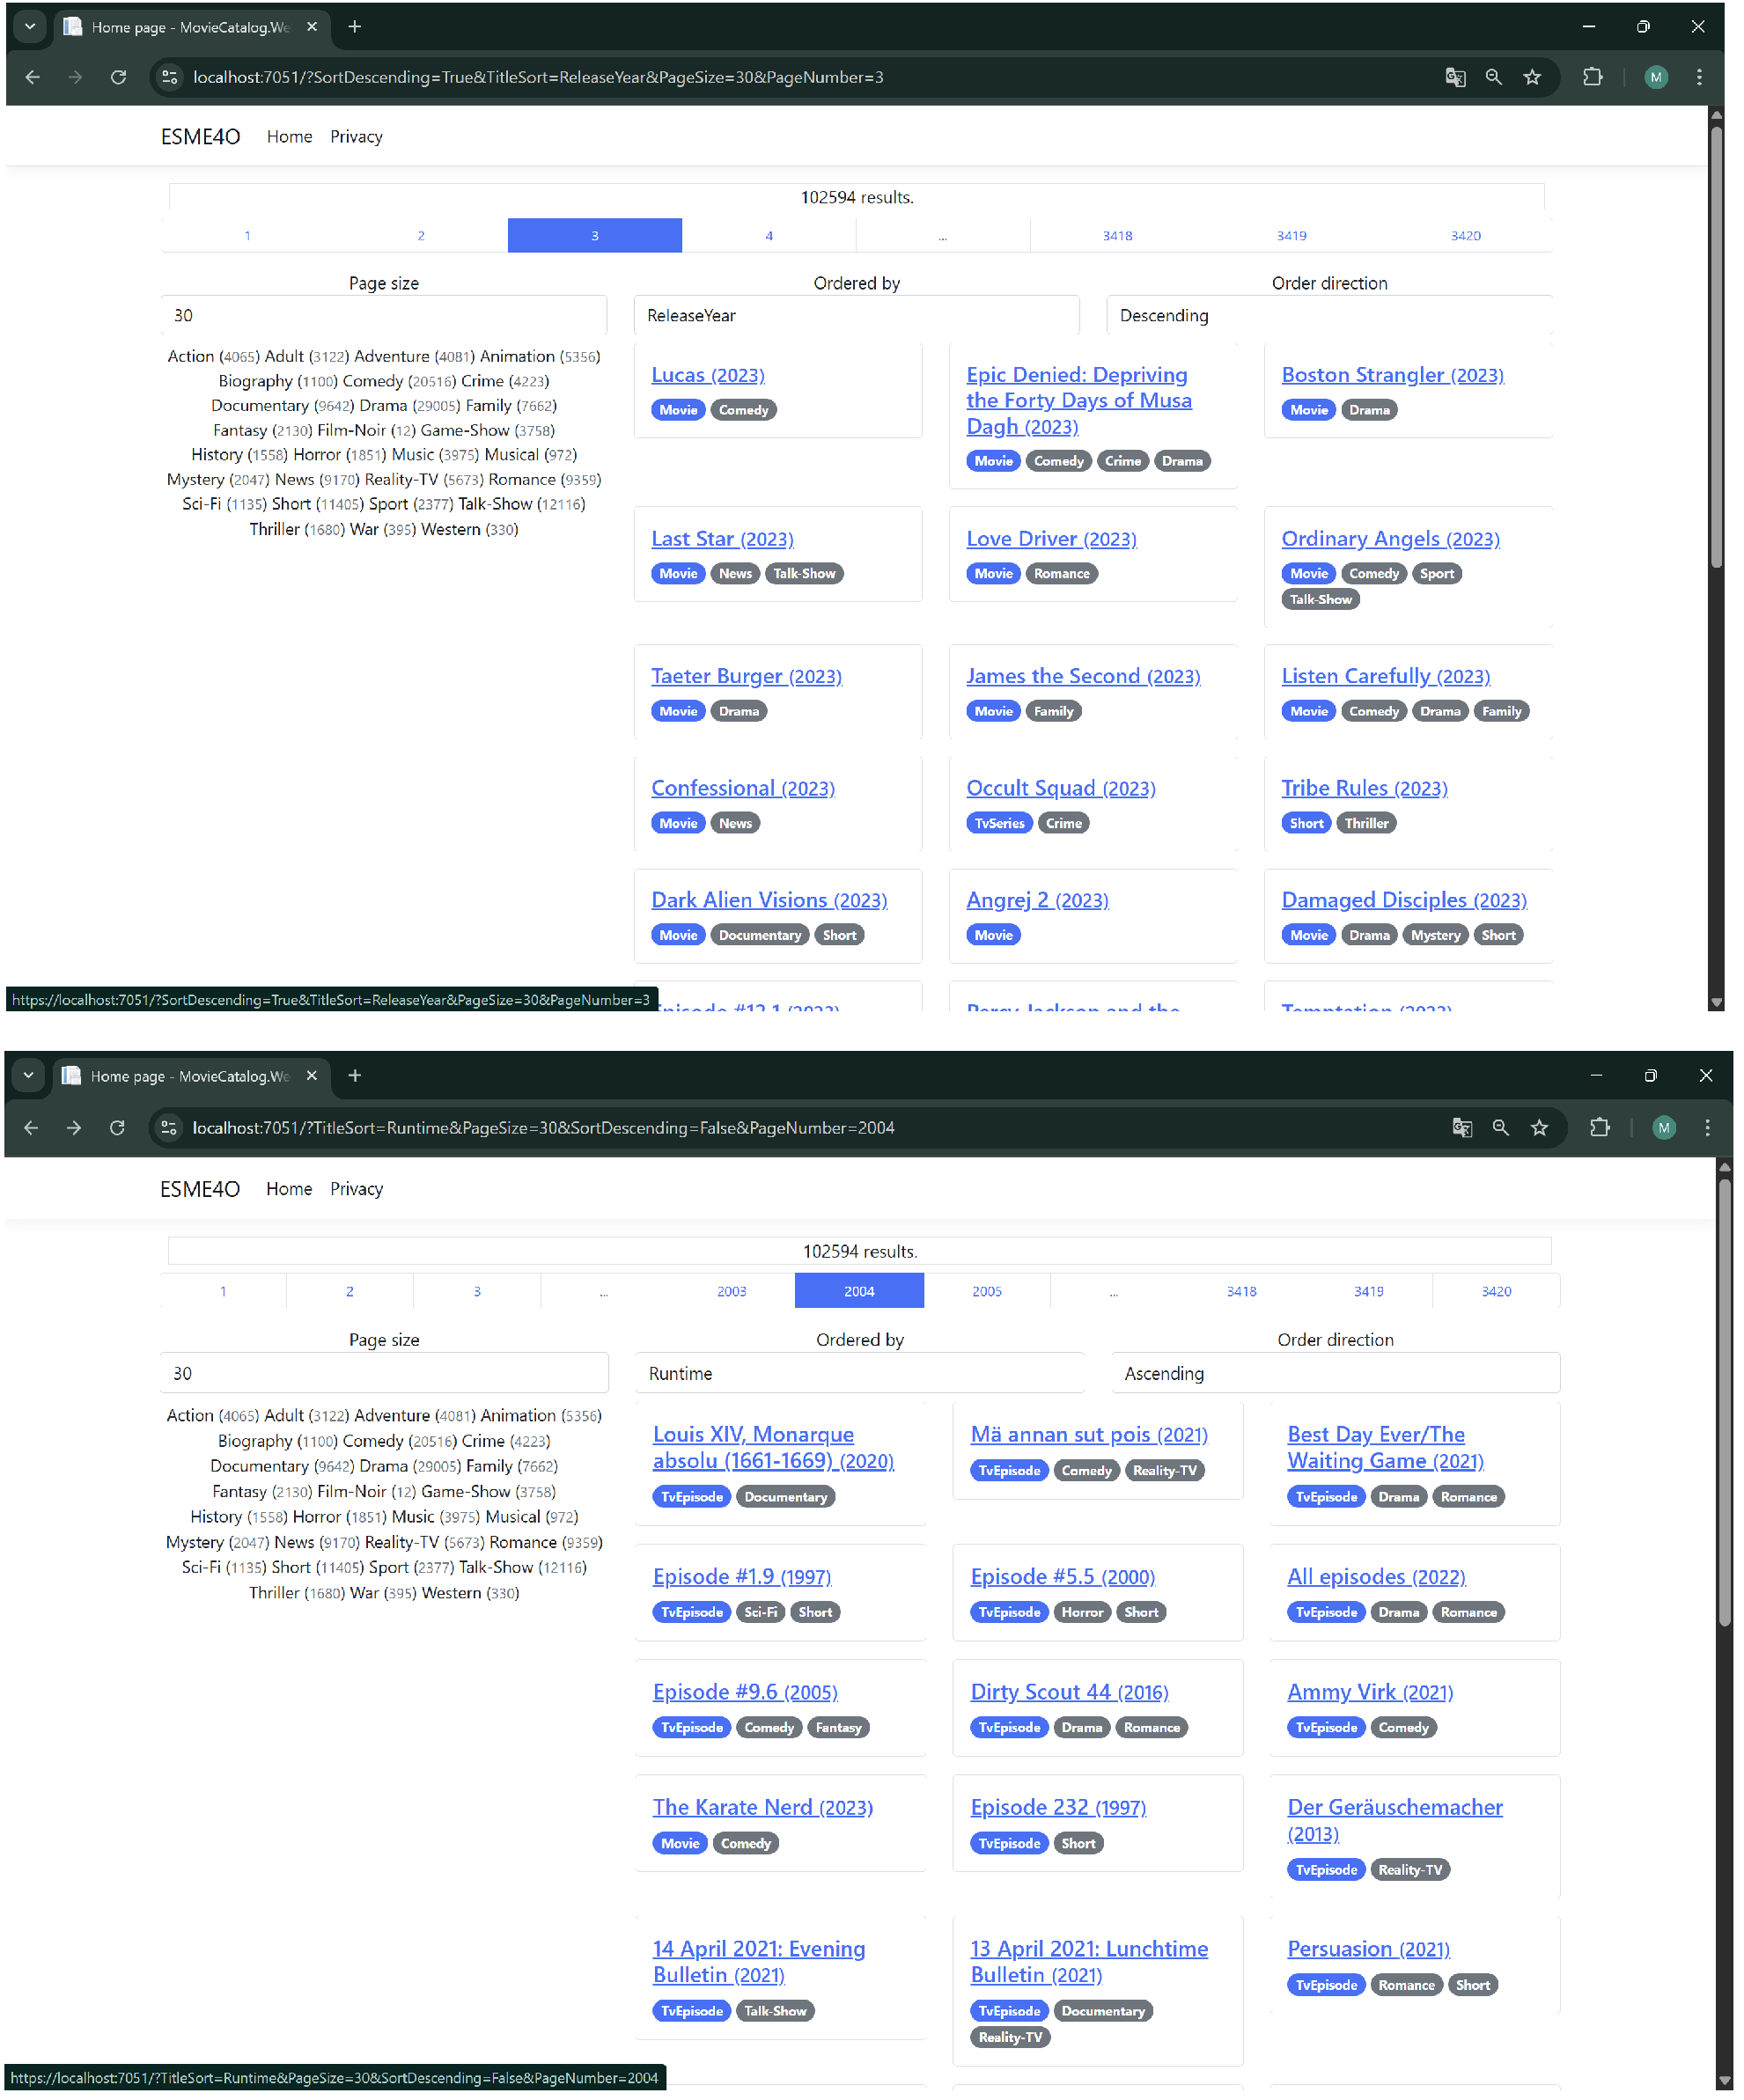 Home page - MovieCatalog.We
localhost:7051/?SortDescending=True&TitleSort=ReleaseYear&PageSize=30&PageNumber=3
M
ESME4O Home Privacy
102594 results.
1 2 3 4 ... 3418 3419 3420
Page size Ordered by Order direction
30 ReleaseYear Descending
Action (4065) Adult (3122) Adventure (4081) Animation (5356)
Biography (1100) Comedy (20516) Crime (4223)
Documentary (9642) Drama (29005) Family (7662)
Fantasy (2130) Film-Noir (12) Game-Show (3758)
History (1558) Horror (1851) Music (3975) Musical (972)
Mystery (2047) News (9170) Reality-TV (5673) Romance (9359)
Sci-Fi (1135) Short (11405) Sport (2377) Talk-Show (12116)
Thriller (1680) War (395) Western (330)
Lucas (2023)
Movie Comedy
Epic Denied: Depriving
the Forty Days of Musa
Dagh (2023)
Movie Comedy Crime Drama
Boston Strangler (2023)
Movie Drama
Last Star (2023)
Movie News Talk-Show
Love Driver (2023)
Movie Romance
Ordinary Angels (2023)
Movie Comedy Sport
Talk-Show
Taeter Burger (2023)
Movie Drama
James the Second (2023)
Movie Family
Listen Carefully (2023)
Movie Comedy Drama Family
Confessional (2023)
Movie News
Occult Squad (2023)
TvSeries Crime
Tribe Rules (2023)
Short Thriller
Dark Alien Visions (2023)
Movie Documentary Short
Angrej 2 (2023)
Movie
Damaged Disciples (2023)
Movie Drama Mystery Short
Episode #12.1 (2023)
Percy Jackson and the
Temptation (2023)
https://localhost:7051/?SortDescending=True&TitleSort=ReleaseYear&PageSize=30&PageNumber=3
Home page - MovieCatalog.We
localhost:7051/?TitleSort=Runtime&PageSize=30&SortDescending=False&PageNumber=2004
M
ESME4O Home Privacy
102594 results.
1 2 3 ... 2003 2004 2005 ... 3418 3419 3420
Page size Ordered by Order direction
30 Runtime Ascending
Action (4065) Adult (3122) Adventure (4081) Animation (5356)
Biography (1100) Comedy (20516) Crime (4223)
Documentary (9642) Drama (29005) Family (7662)
Fantasy (2130) Film-Noir (12) Game-Show (3758)
History (1558) Horror (1851) Music (3975) Musical (972)
Mystery (2047) News (9170) Reality-TV (5673) Romance (9359)
Sci-Fi (1135) Short (11405) Sport (2377) Talk-Show (12116)
Thriller (1680) War (395) Western (330)
Louis XIV, Monarque
absolu (1661-1669) (2020)
TvEpisode Documentary
Mä annan sut pois (2021)
TvEpisode Comedy Reality-TV
Best Day Ever/The
Waiting Game (2021)
TvEpisode Drama Romance
Episode #1.9 (1997)
TvEpisode Sci-Fi Short
Episode #5.5 (2000)
TvEpisode Horror Short
All episodes (2022)
TvEpisode Drama Romance
Episode #9.6 (2005)
TvEpisode Comedy Fantasy
Dirty Scout 44 (2016)
TvEpisode Drama Romance
Ammy Virk (2021)
TvEpisode Comedy
The Karate Nerd (2023)
Movie Comedy
Episode 232 (1997)
TvEpisode Short
Der Geräuschemacher
(2013)
TvEpisode Reality-TV
14 April 2021: Evening
Bulletin (2021)
TvEpisode Talk-Show
13 April 2021: Lunchtime
Bulletin (2021)
TvEpisode Documentary
Reality-TV
Persuasion (2021)
TvEpisode Romance Short
https://localhost:7051/?TitleSort=Runtime&PageSize=30&SortDescending=False&PageNumber=2004